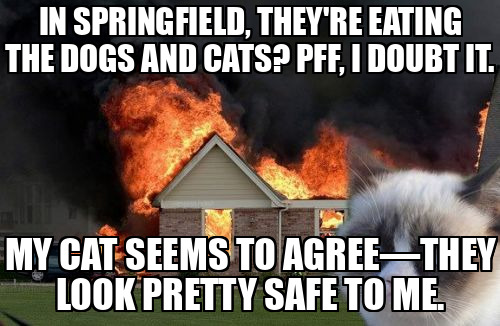 IN SPRINGFIELD, THEY'RE EATING
THE DOGS AND CATS? PFF, I DOUBT IT.
MY CAT SEEMS TO AGREE—THEY
LOOK PRETTY SAFE TO ME.